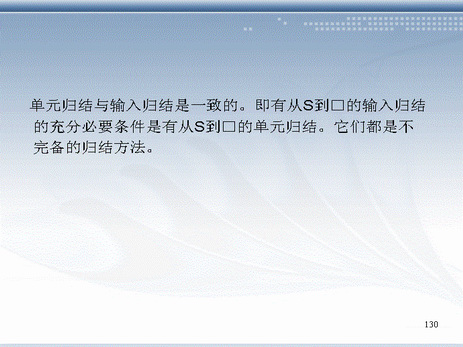 单元归结与输入归结是一致的。即有从S到□的输入归结
的充分必要条件是有从S到□的单元归结。它们都是不
完备的归结方法。
130